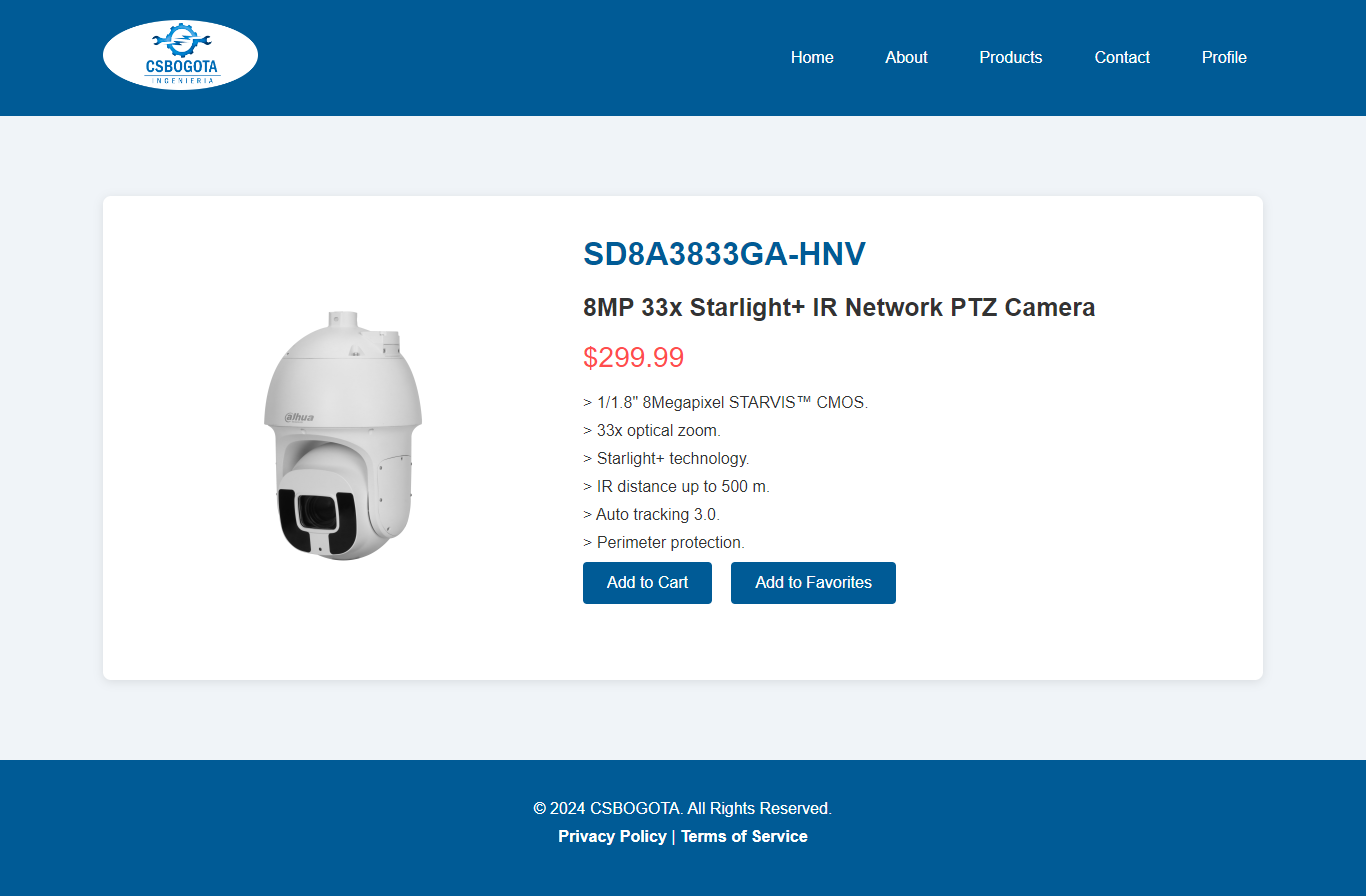 CSBOGOTA
INGENIERIA
Home About Products Contact Profile
SD8A3833GA-HNV
8MP 33x Starlight+ IR Network PTZ Camera
$299.99
alhua
> 1/1.8" 8Megapixel STARVIS™ CMOS.
> 33x optical zoom.
> Starlight+ technology.
> IR distance up to 500 m.
> Auto tracking 3.0.
> Perimeter protection.
Add to Cart Add to Favorites
© 2024 CSBOGOTA. All Rights Reserved.
Privacy Policy | Terms of Service